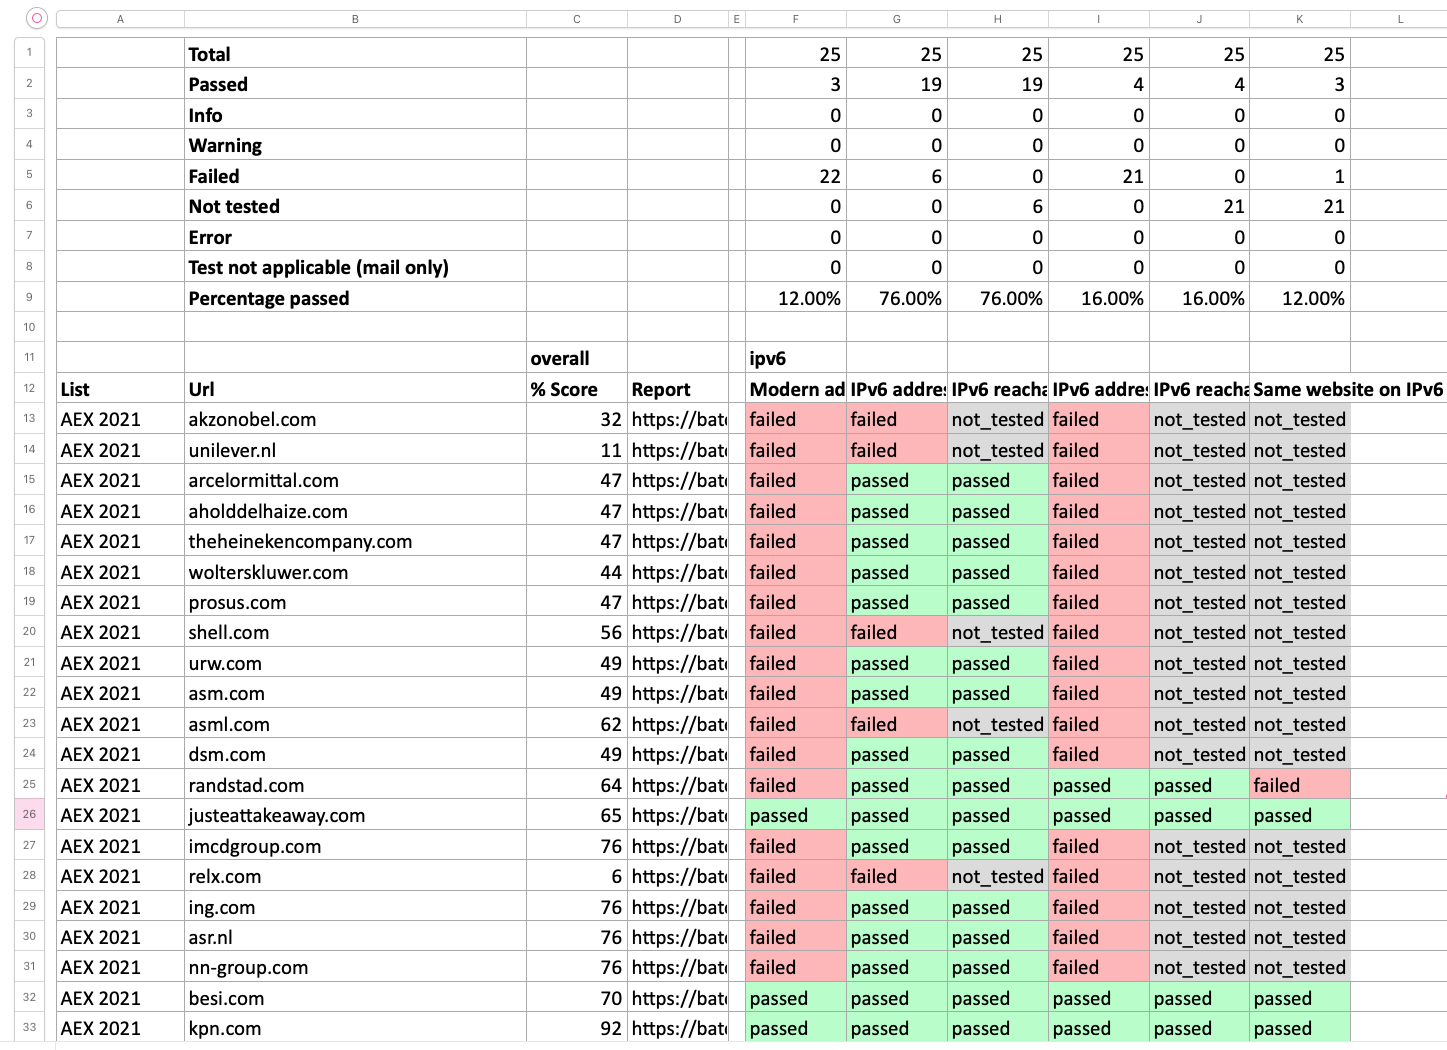 A B C D E F G H I J K L
1 Total 25 25 25 25 25 25
2 Passed 3 19 19 4 4 3
3 Info 0 0 0 0 0 0
4 Warning 0 0 0 0 0 0
5 Failed 22 6 0 21 0 1
6 Not tested 0 0 6 0 21 21
7 Error 0 0 0 0 0 0
8 Test not applicable (mail only) 0 0 0 0 0 0
9 Percentage passed 12.00% 76.00% 76.00% 16.00% 16.00% 12.00%
10
11 overall ipv6
12 List Url % Score Report Modern ad IPv6 addres IPv6 reacha IPv6 addres IPv6 reacha Same website on IPv6
13 AEX 2021 akzonobel.com 32 https://bat failed failed not_tested failed not_tested not_tested
14 AEX 2021 unilever.nl 11 https://bat failed failed not_tested failed not_tested not_tested
15 AEX 2021 arcelormittal.com 47 https://bat failed passed passed failed not_tested not_tested
16 AEX 2021 aholddelhaize.com 47 https://bat failed passed passed failed not_tested not_tested
17 AEX 2021 theheinekencompany.com 47 https://bat failed passed passed failed not_tested not_tested
18 AEX 2021 wolterskluwer.com 44 https://bat failed passed passed failed not_tested not_tested
19 AEX 2021 prosus.com 47 https://bat failed passed passed failed not_tested not_tested
20 AEX 2021 shell.com 56 https://bat failed failed not_tested failed not_tested not_tested
21 AEX 2021 urw.com 49 https://bat failed passed passed failed not_tested not_tested
22 AEX 2021 asm.com 49 https://bat failed passed passed failed not_tested not_tested
23 AEX 2021 asml.com 62 https://bat failed failed not_tested failed not_tested not_tested
24 AEX 2021 dsm.com 49 https://bat failed passed passed failed not_tested not_tested
25 AEX 2021 randstad.com 64 https://bat failed passed passed passed passed failed
26 AEX 2021 justeattakeaway.com 65 https://bat passed passed passed passed passed passed
27 AEX 2021 imcdgroup.com 76 https://bat failed passed passed failed not_tested not_tested
28 AEX 2021 relx.com 6 https://bat failed failed not_tested failed not_tested not_tested
29 AEX 2021 ing.com 76 https://bat failed passed passed failed not_tested not_tested
30 AEX 2021 asr.nl 76 https://bat failed passed passed failed not_tested not_tested
31 AEX 2021 nn-group.com 76 https://bat failed passed passed failed not_tested not_tested
32 AEX 2021 besi.com 70 https://bat passed passed passed passed passed passed
33 AEX 2021 kpn.com 92 https://bat passed passed passed passed passed passed